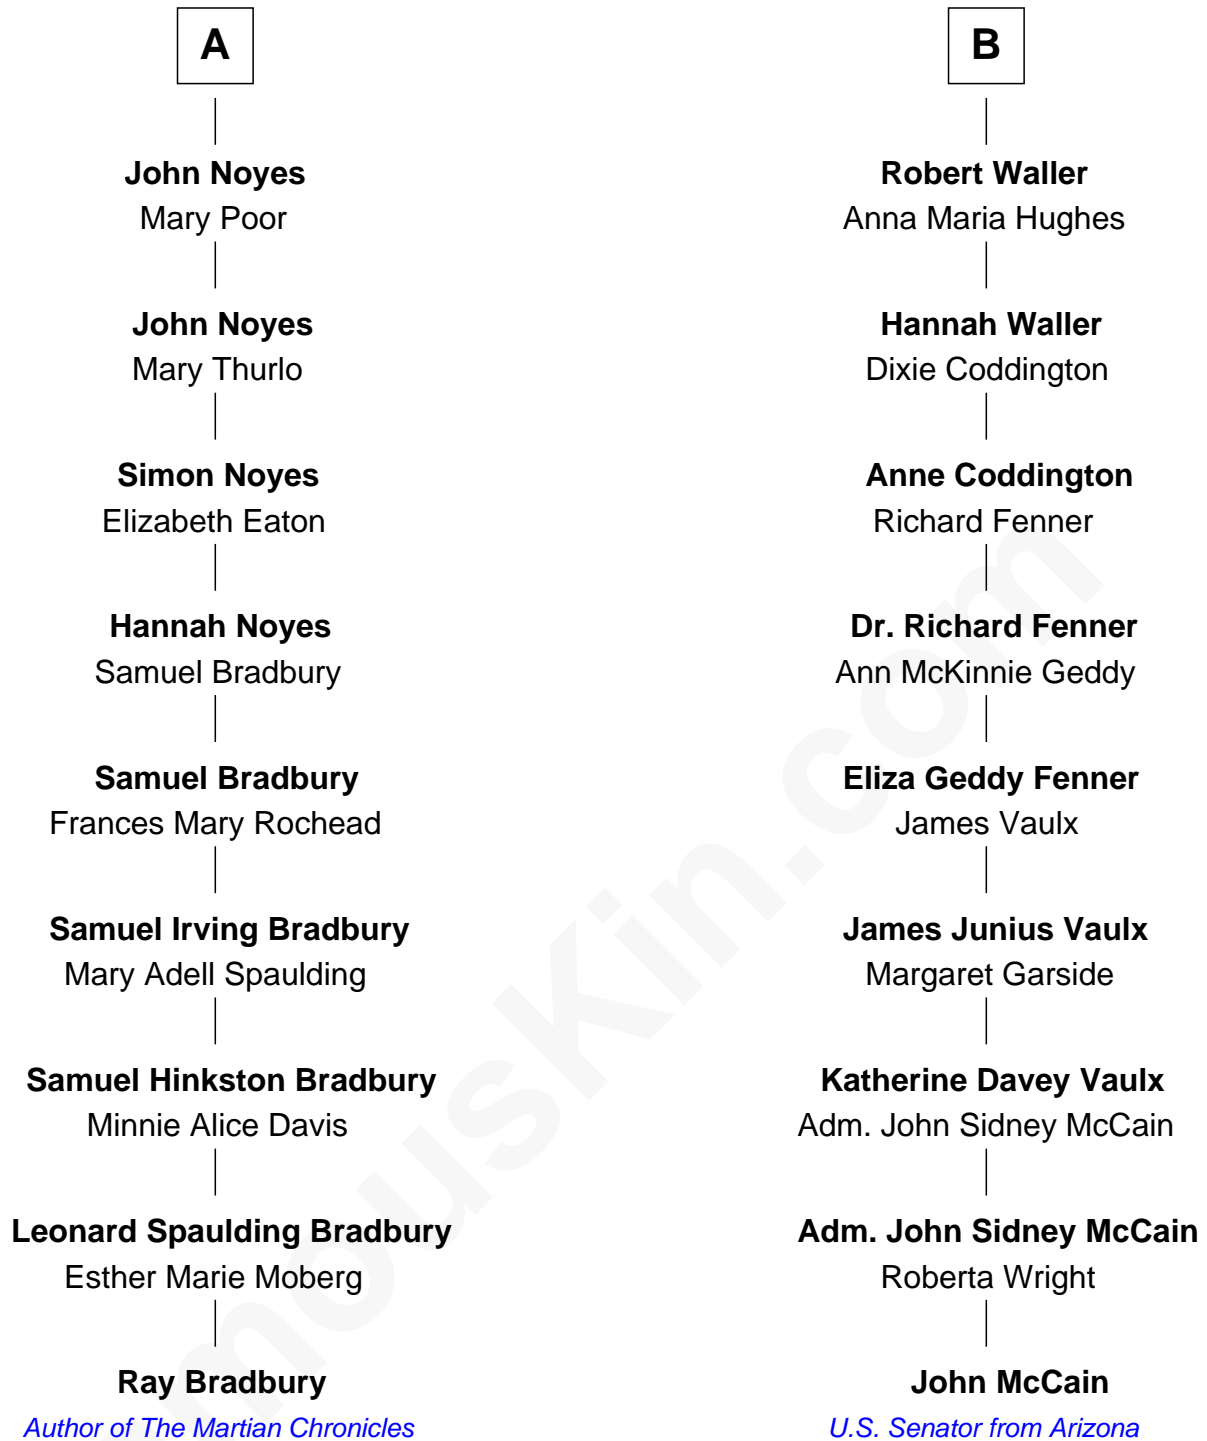 A
John Noyes
Mary Poor
John Noyes
Mary Thurlo
Simon Noyes
Elizabeth Eaton
Hannah Noyes
Samuel Bradbury
Samuel Bradbury
Frances Mary Rochead
Samuel Irving Bradbury
Mary Adell Spaulding
Samuel Hinkston Bradbury
Minnie Alice Davis
Leonard Spaulding Bradbury
Esther Marie Moberg
Ray Bradbury
Author of The Martian Chronicles
B
Robert Waller
Anna Maria Hughes
Hannah Waller
Dixie Coddington
Anne Coddington
Richard Fenner
Dr. Richard Fenner
Ann McKinnie Geddy
Eliza Geddy Fenner
James Vaulx
James Junius Vaulx
Margaret Garside
Katherine Davey Vaulx
Adm. John Sidney McCain
Adm. John Sidney McCain
Roberta Wright
John McCain
U.S. Senator from Arizona
mousKin.com